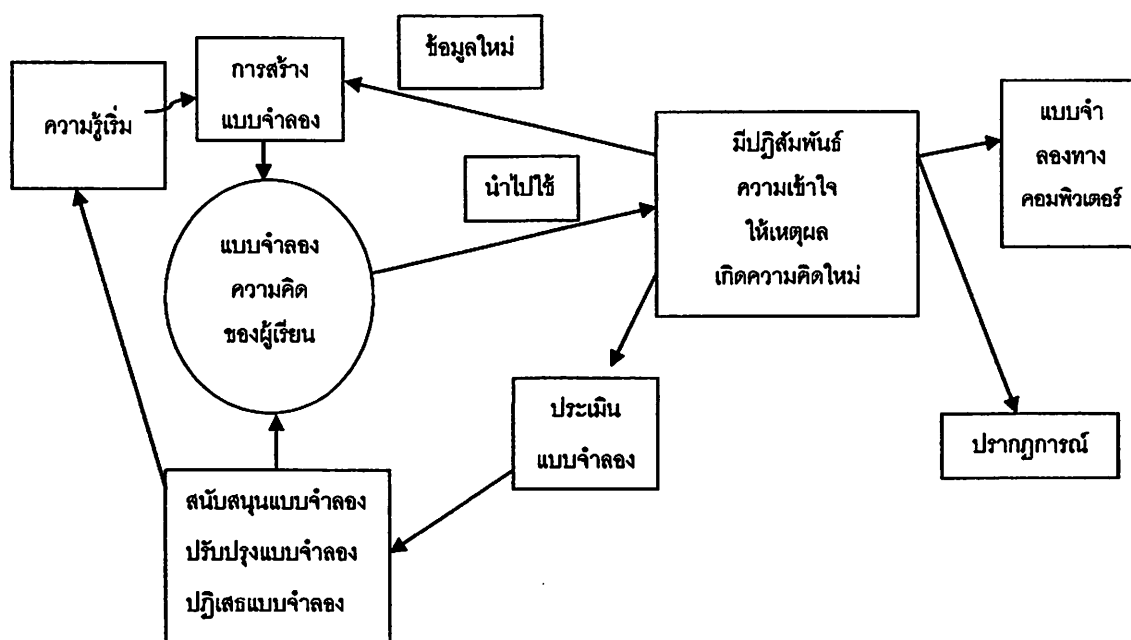 ข้อมูลใหม่
การสร้าง
แบบจำลอง
ความรู้เริ่ม
แบบจำ
ลองทาง
คอมพิวเตอร์
มีปฏิสัมพันธ์
ความเข้าใจ
ให้เหตุผล
เกิดความคิดใหม่
นำไปใช้
แบบจำลอง
ความคิด
ของผู้เรียน
ประเมิน
แบบจำลอง
ปรากฏการณ์
สนับสนุนแบบจำลอง
ปรับปรุงแบบจำลอง
ปฏิเสธแบบจำลอง